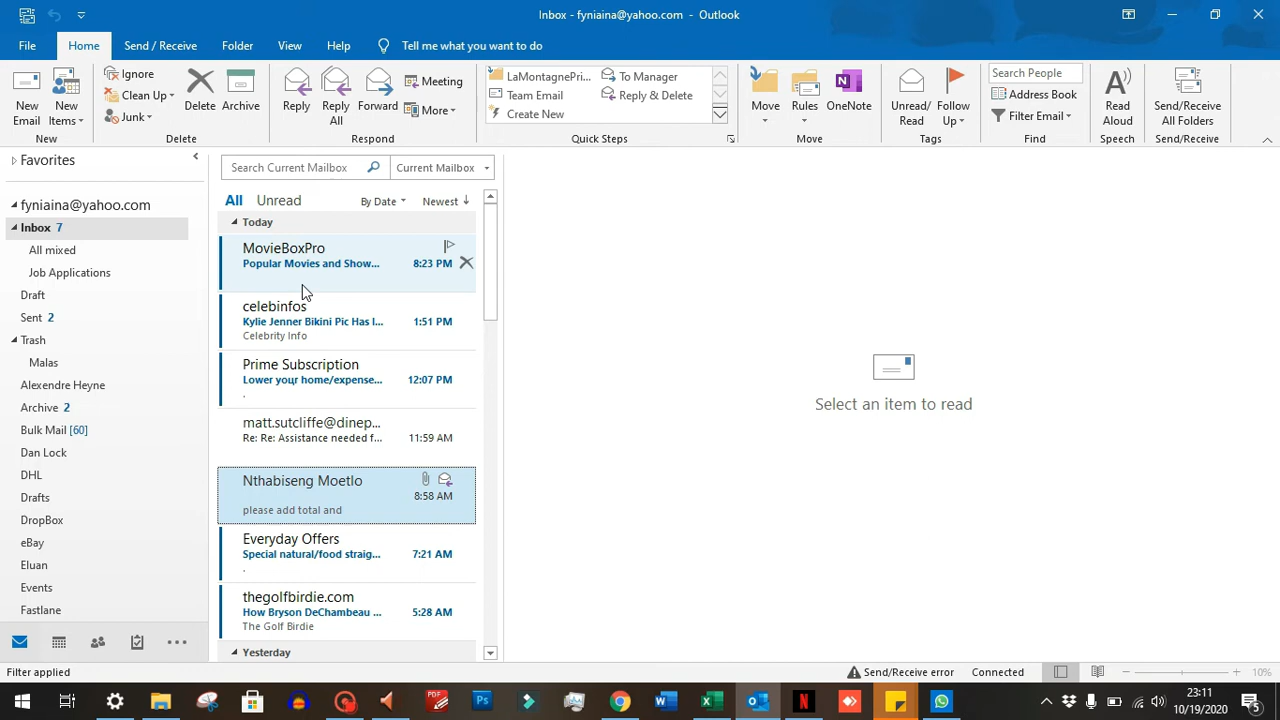 Inbox - fyniaina@yahoo.com - Outlook
File Home Send / Receive Folder View Help Tell me what you want to do
New Email
New Items
New
Ignore
Clean Up
Junk
Delete
Archive
Delete
Reply
Reply All
Forward
Meeting
More
Respond
LaMontagnePri...
Team Email
Create New
To Manager
Reply & Delete
Quick Steps
Move
Rules
OneNote
Move
Unread/ Read
Follow Up
Tags
Search People
Address Book
Filter Email
Find
Read Aloud
Speech
Send/Receive All Folders
Send/Receive
Favorites
fyniaina@yahoo.com
Inbox 7
All mixed
Job Applications
Draft
Sent 2
Trash
Malas
Alexendre Heyne
Archive 2
Bulk Mail [60]
Dan Lock
DHL
Drafts
DropBox
eBay
Eluan
Events
Fastlane
Search Current Mailbox
Current Mailbox
All Unread By Date Newest
Today
MovieBoxPro
Popular Movies and Show... 8:23 PM
celebinfos
Kylie Jenner Bikini Pic Has l... 1:51 PM
Celebrity Info
Prime Subscription
Lower your home/expense... 12:07 PM
.
matt.sutcliffe@dinep...
Re: Re: Assistance needed f... 11:59 AM
Nthabiseng Moetlo
8:58 AM
please add total and
Everyday Offers
Special natural/food straig... 7:21 AM
.
thegolfbirdie.com
How Bryson DeChambeau ... 5:28 AM
The Golf Birdie
Yesterday
Select an item to read
Filter applied
Send/Receive error Connected 10%
PDF
Ps
23:11
10/19/2020
5